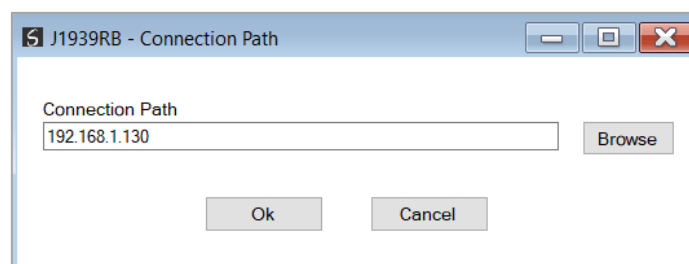 J1939RB - Connection Path
Connection Path
192.168.1.130
Browse
Ok
Cancel